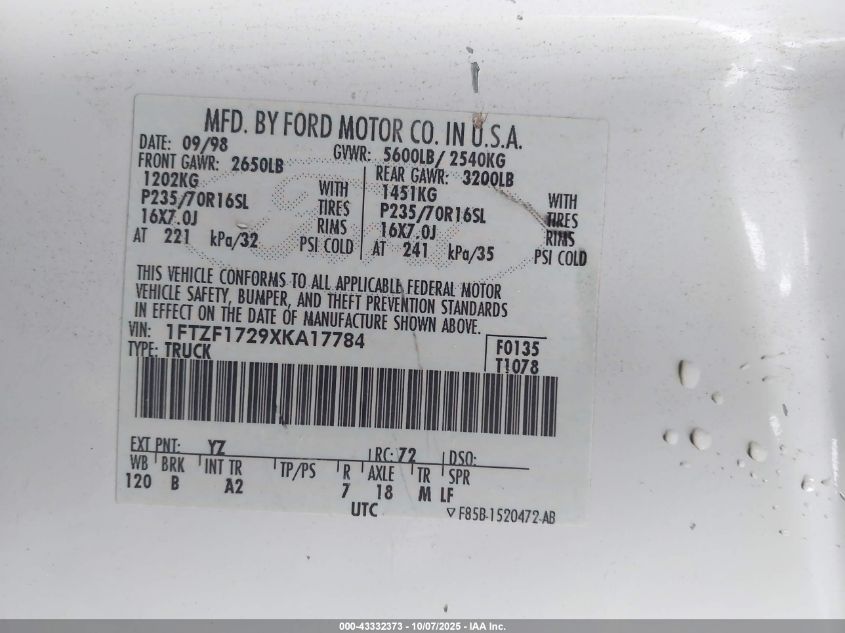 MFD. BY FORD MOTOR CO. IN U.S.A.
DATE: 09/98 GVWR: 5600LB/ 2540KG
FRONT GAWR: 2650LB REAR GAWR: 3200LB
1202KG WITH 1451KG WITH
P235/70R16SL TIRES P235/70R16SL TIRES
16X7.0J RIMS 16X7.0J RIMS
AT 221 kPa/32 PSI COLD AT 241 kPa/35 PSI COLD
THIS VEHICLE CONFORMS TO ALL APPLICABLE FEDERAL MOTOR
VEHICLE SAFETY, BUMPER, AND THEFT PREVENTION STANDARDS
IN EFFECT ON THE DATE OF MANUFACTURE SHOWN ABOVE.
VIN: 1FTZF1729XKA17784 F0135
TYPE: TRUCK T1078
EXT PNT: YZ RC: 72 DSO:
WB BRK INT TR TP/PS R AXLE TR SPR
120 B A2 7 18 M LF
UTC ▽F85B-1520472-AB
000-43332373 - 10/07/2025 - IAA Inc.